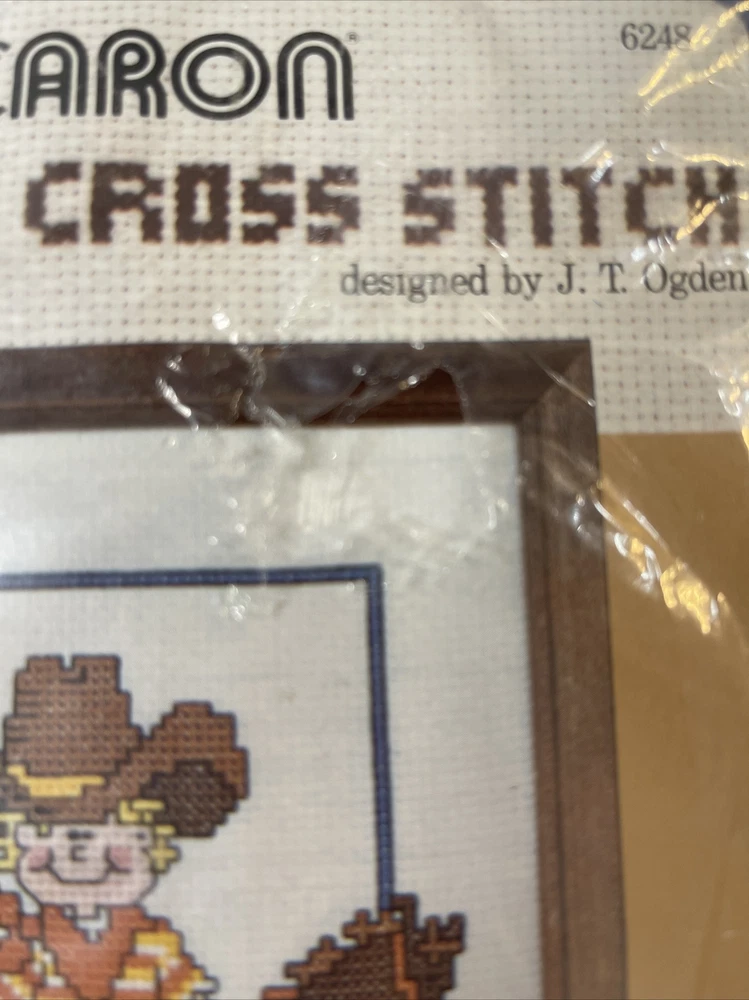 CARON®
6248
CROSS STITCH
designed by J. T. Ogden